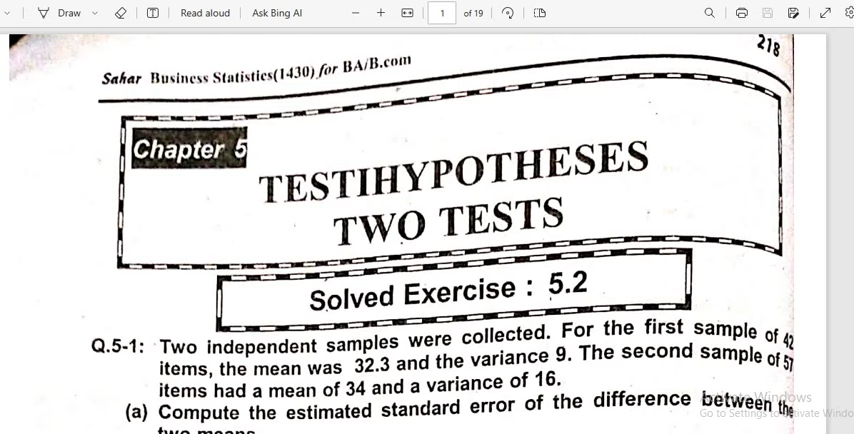 Draw Read aloud Ask Bing AI 1 of 19
218
Sahar Business Statistics(1430) for BA/B.com
Chapter 5
TESTIHYPOTHESES
TWO TESTS
Solved Exercise : 5.2
Q.5-1: Two independent samples were collected. For the first sample of 42
items, the mean was 32.3 and the variance 9. The second sample of 57
items had a mean of 34 and a variance of 16.
(a) Compute the estimated standard error of the difference between the
two means
Activate Windows
Go to Settings to activate Windo